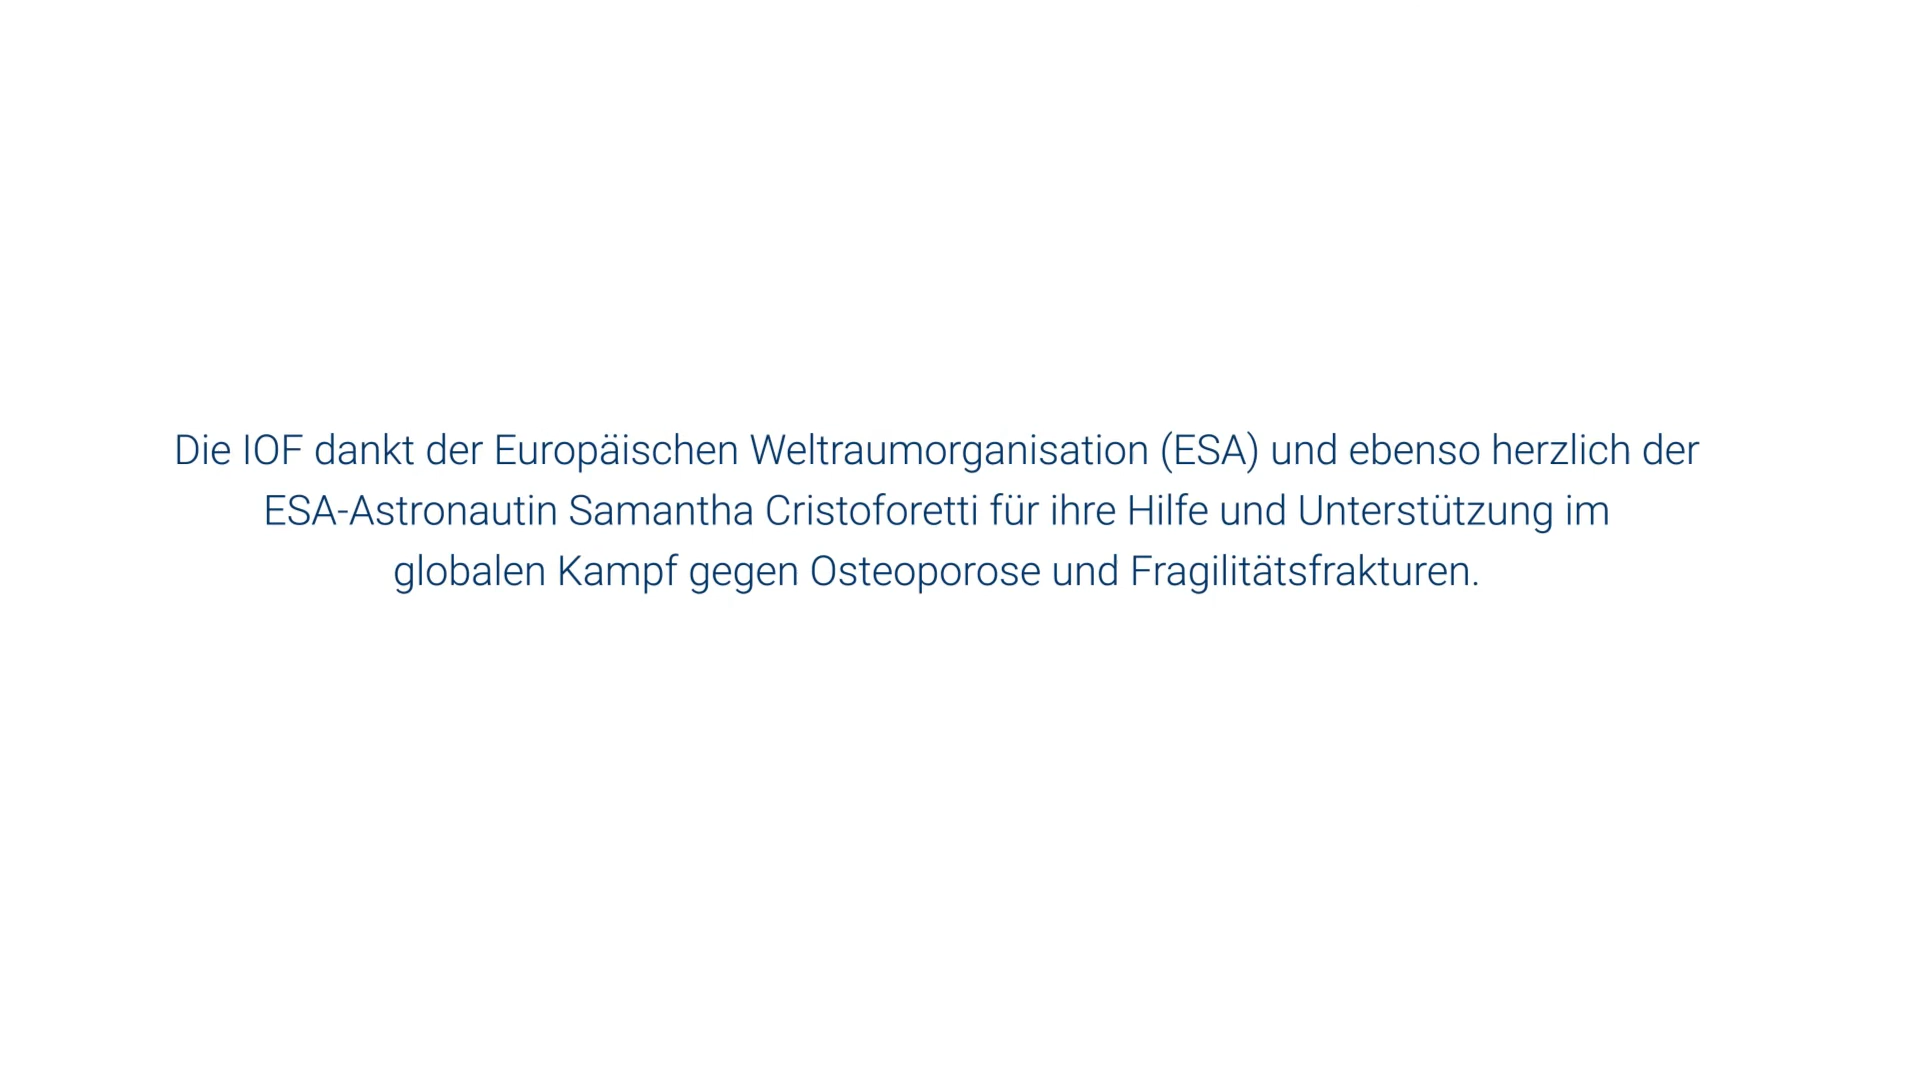 Die IOF dankt der Europäischen Weltraumorganisation (ESA) und ebenso herzlich der
ESA-Astronautin Samantha Cristoforetti für ihre Hilfe und Unterstützung im
globalen Kampf gegen Osteoporose und Fragilitätsfrakturen.